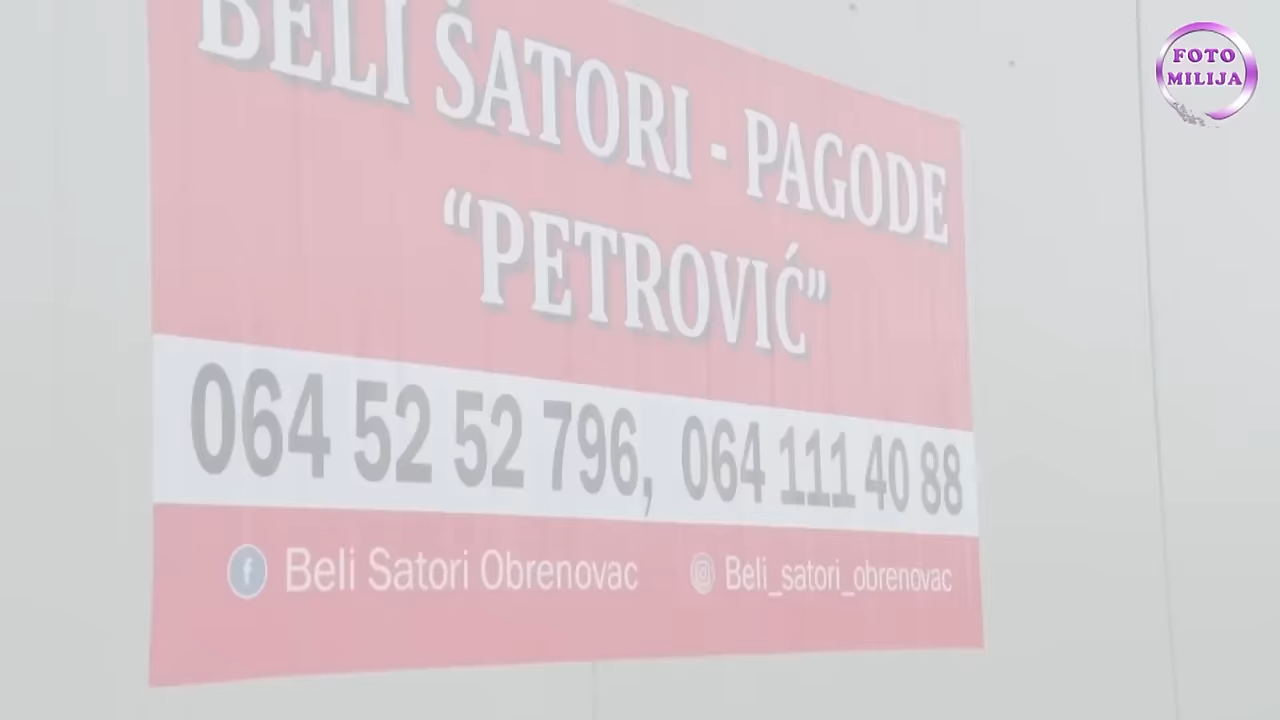 BELI ŠATORI - PAGODE
“PETROVIĆ”
064 52 52 796, 064 111 40 88
f Beli Satori Obrenovac Beli_satori_obrenovac
FOTO
MILIJA